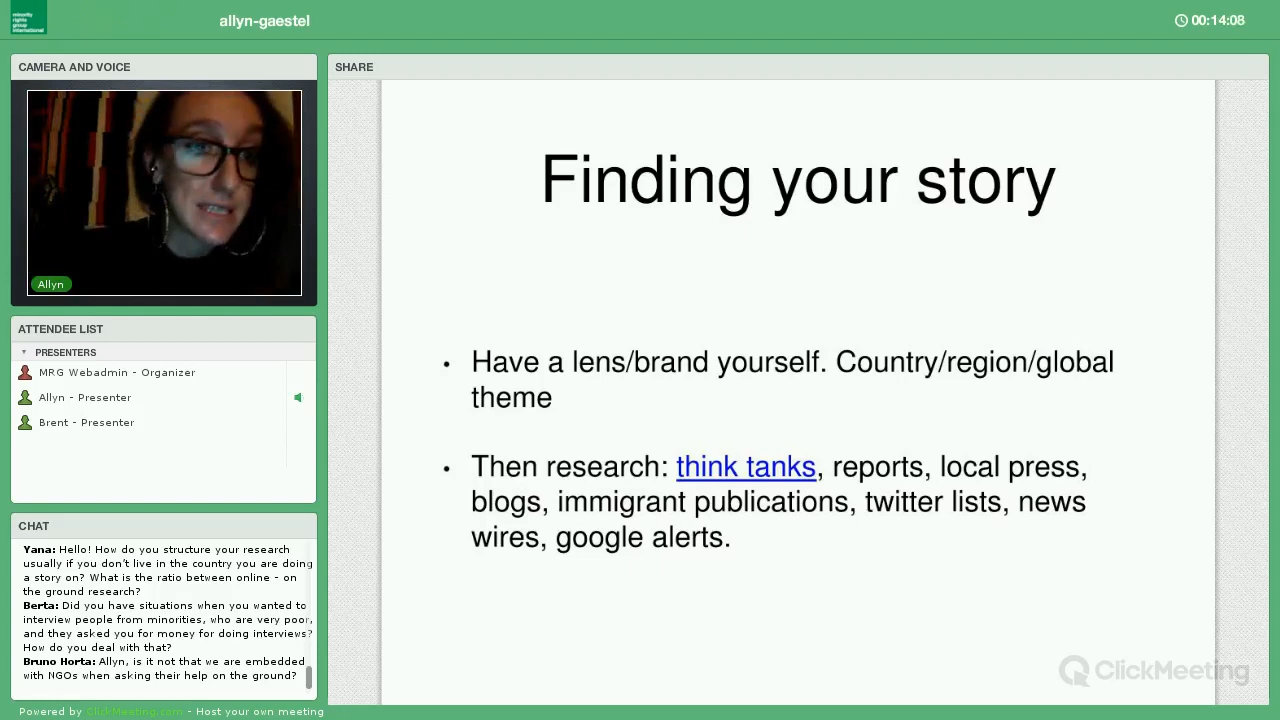 minority
rights
group
international
allyn-gaestel
00:14:08
CAMERA AND VOICE
Allyn
ATTENDEE LIST
PRESENTERS
MRG Webadmin - Organizer
Allyn - Presenter
Brent - Presenter
CHAT
Yana: Hello! How do you structure your research
usually if you don't live in the country you are doing
a story on? What is the ratio between online - on
the ground research?
Berta: Did you have situations when you wanted to
interview people from minorities, who are very poor,
and they asked you for money for doing interviews?
How do you deal with that?
Bruno Horta: Allyn, is it not that we are embedded
with NGOs when asking their help on the ground?
SHARE
Finding your story
• Have a lens/brand yourself. Country/region/global
theme
• Then research: think tanks, reports, local press,
blogs, immigrant publications, twitter lists, news
wires, google alerts.
ClickMeeting
Powered by ClickMeeting.com - Host your own meeting